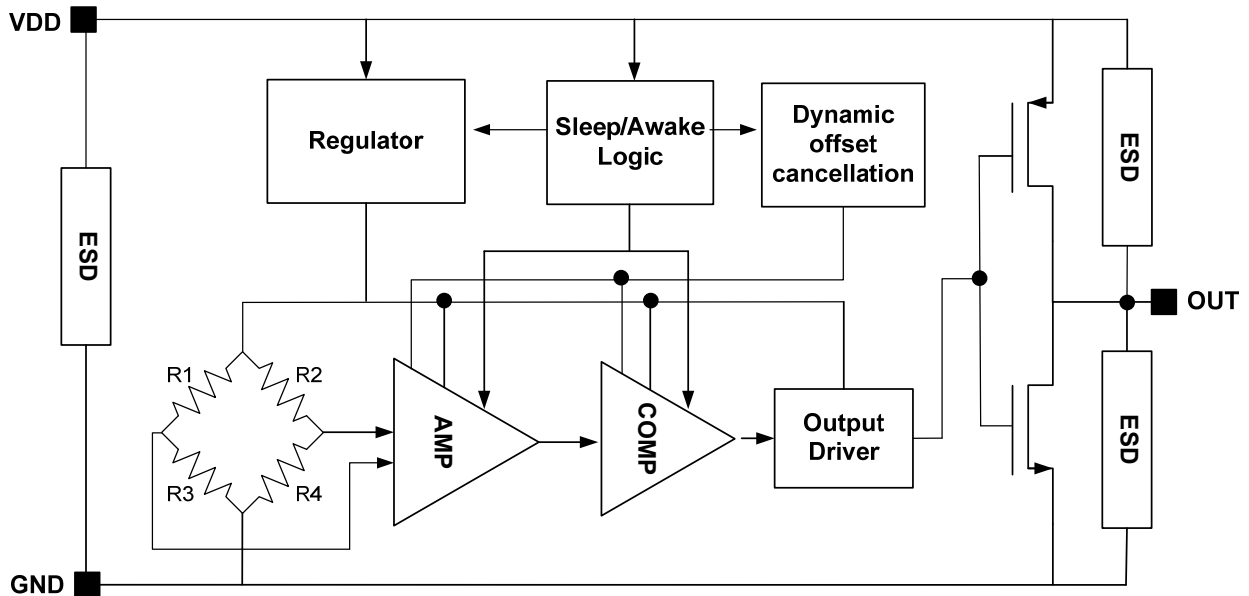 VDD
Regulator
Sleep/Awake
Logic
Dynamic
offset
cancellation
ESD
ESD
OUT
R1
R2
R3
R4
AMP
COMP
Output
Driver
ESD
GND